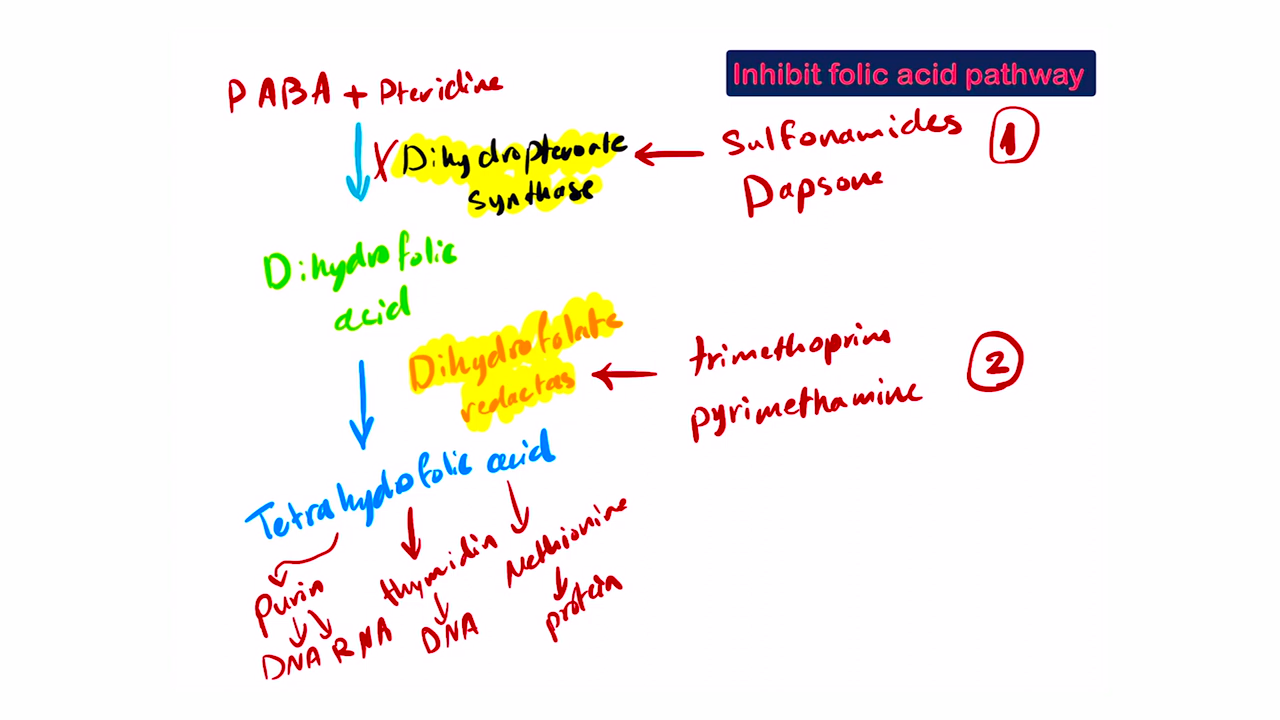 Inhibit folic acid pathway
PABA + Pteridine
X Dihydropteroate
synthase
Sulfonamides 1
Dapsone
Dihydrofolic
acid
Dihydrofolate
redactas
trimethoprim 2
pyrimethamine
Tetrahydrofolic acid
purin thymidin Methionine
DNA RNA DNA protein